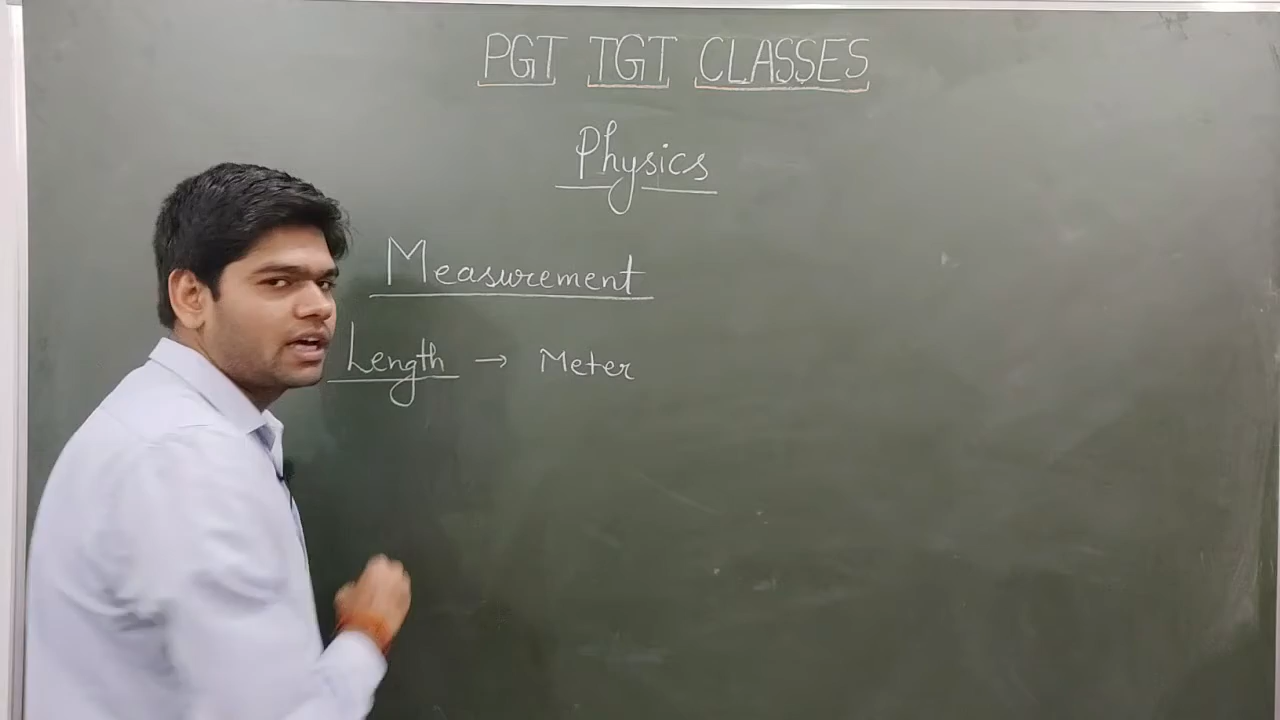 PGT TGT CLASSES
Physics
Measurement
Length → Meter